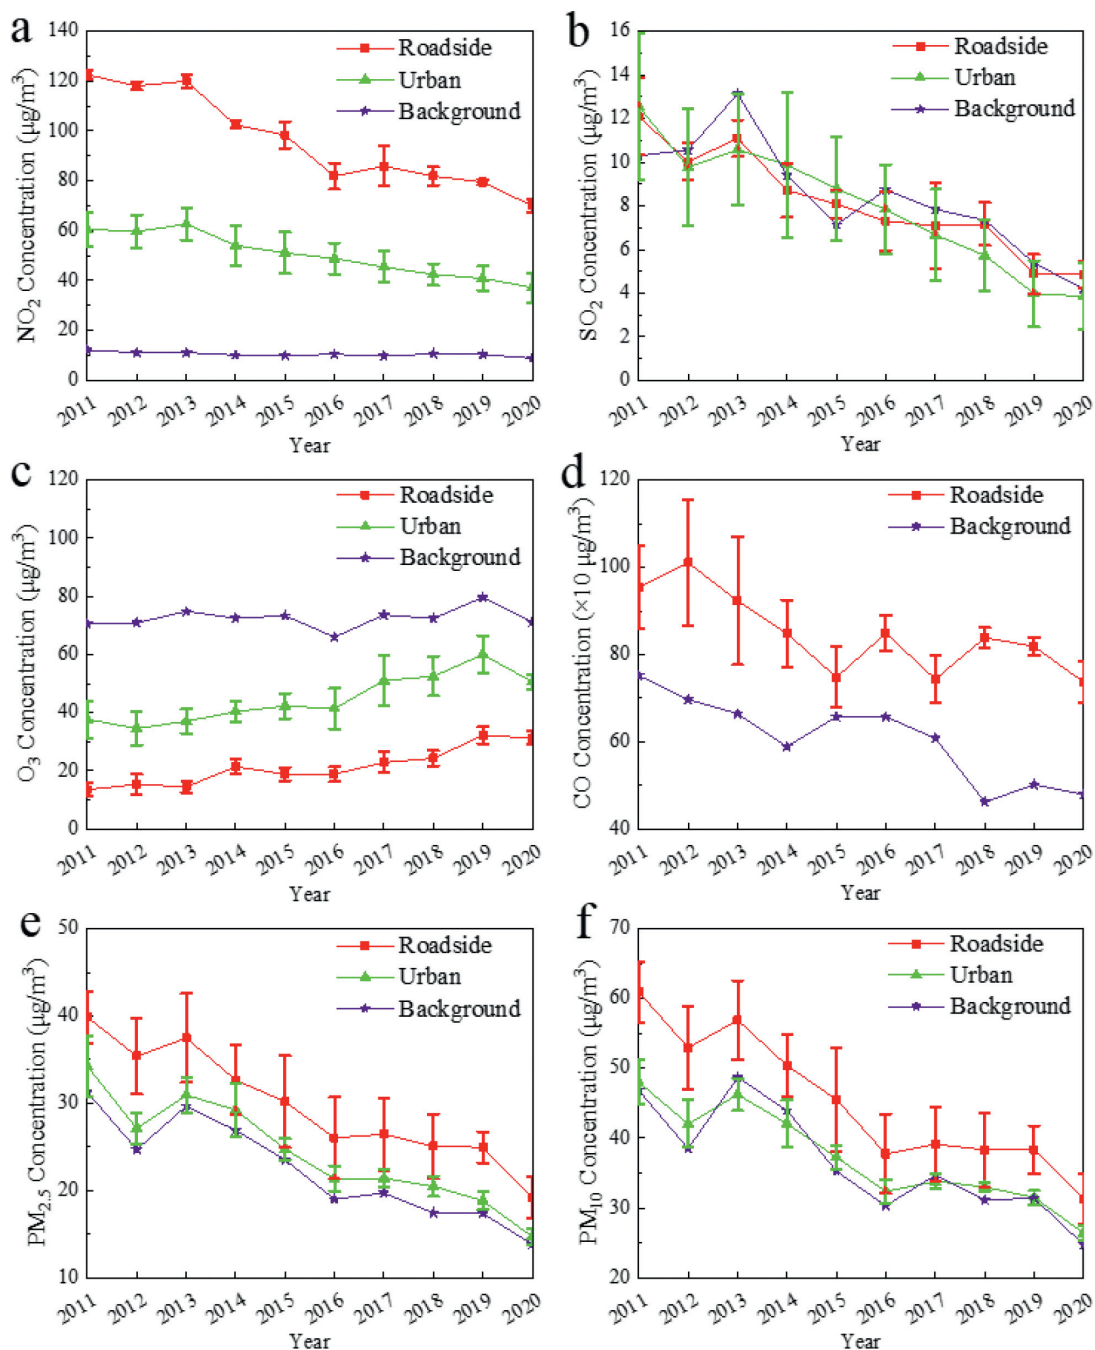 a
NO2 Concentration (μg/m³)
140
120
100
80
60
40
20
0
Roadside
Urban
Background
2011 2012 2013 2014 2015 2016 2017 2018 2019 2020
Year
b
SO2 Concentration (μg/m³)
16
14
12
10
8
6
4
2
0
Roadside
Urban
Background
2011 2012 2013 2014 2015 2016 2017 2018 2019 2020
Year
c
O3 Concentration (μg/m³)
120
100
80
60
40
20
0
Roadside
Urban
Background
2011 2012 2013 2014 2015 2016 2017 2018 2019 2020
Year
d
CO Concentration (×10 μg/m³)
120
100
80
60
40
Roadside
Background
2011 2012 2013 2014 2015 2016 2017 2018 2019 2020
Year
e
PM2.5 Concentration (μg/m³)
50
40
30
20
10
Roadside
Urban
Background
2011 2012 2013 2014 2015 2016 2017 2018 2019 2020
Year
f
PM10 Concentration (μg/m³)
70
60
50
40
30
20
Roadside
Urban
Background
2011 2012 2013 2014 2015 2016 2017 2018 2019 2020
Year